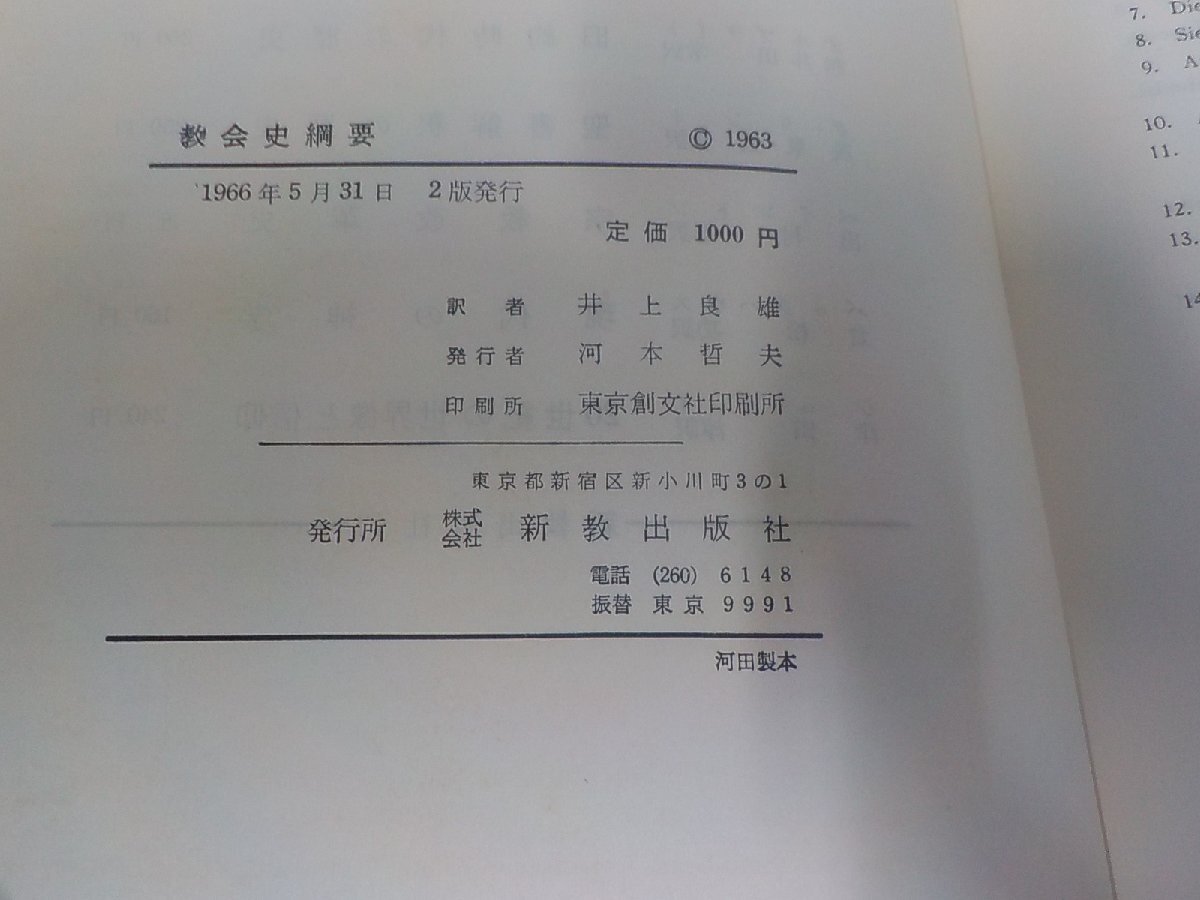 教会史綱要 © 1963
1966年5月31日 2版発行
定価 1000円
訳者 井上良雄
発行者 河本哲夫
印刷所 東京創文社印刷所
東京都新宿区新小川町3の1
発行所 株式会社 新教出版社
電話 (260) 6148
振替 東京 9991
河田製本
7. Die
8. Sie
9. A
10.
11.
12.
13.
14